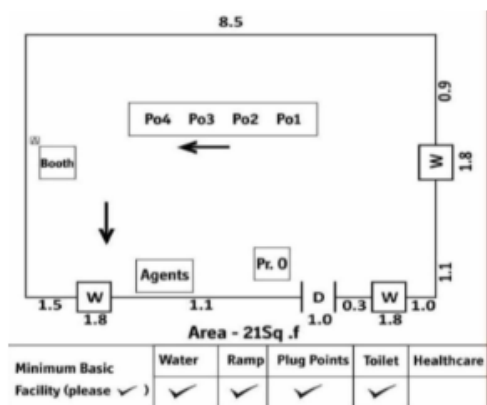 8.5
Po4 Po3 Po2 Po1
0.9
Booth
W
1.8
Pr. 0
Agents
1.1
W
D
W
1.5
1.1
0.3
1.0
1.8
1.0
1.8
Area - 21Sq .f
Minimum Basic
Facility (please ✓ )
Water
Ramp
Plug Points
Toilet
Healthcare
✓ ✓ ✓ ✓